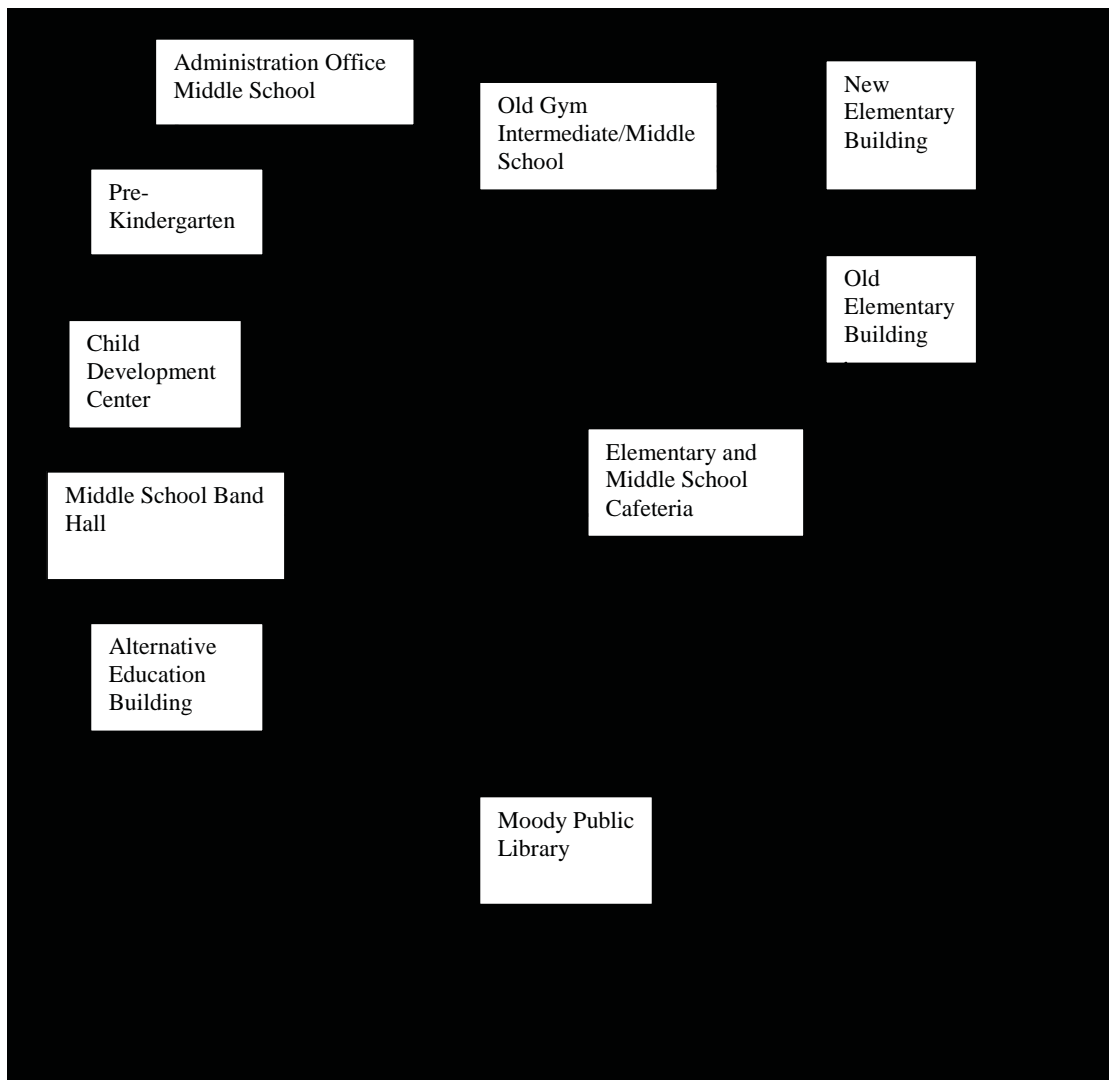 Administration Office
Middle School
Old Gym
Intermediate/Middle
School
New
Elementary
Building
Pre-
Kindergarten
Old
Elementary
Building
Child
Development
Center
Elementary and
Middle School
Cafeteria
Middle School Band
Hall
Alternative
Education
Building
Moody Public
Library